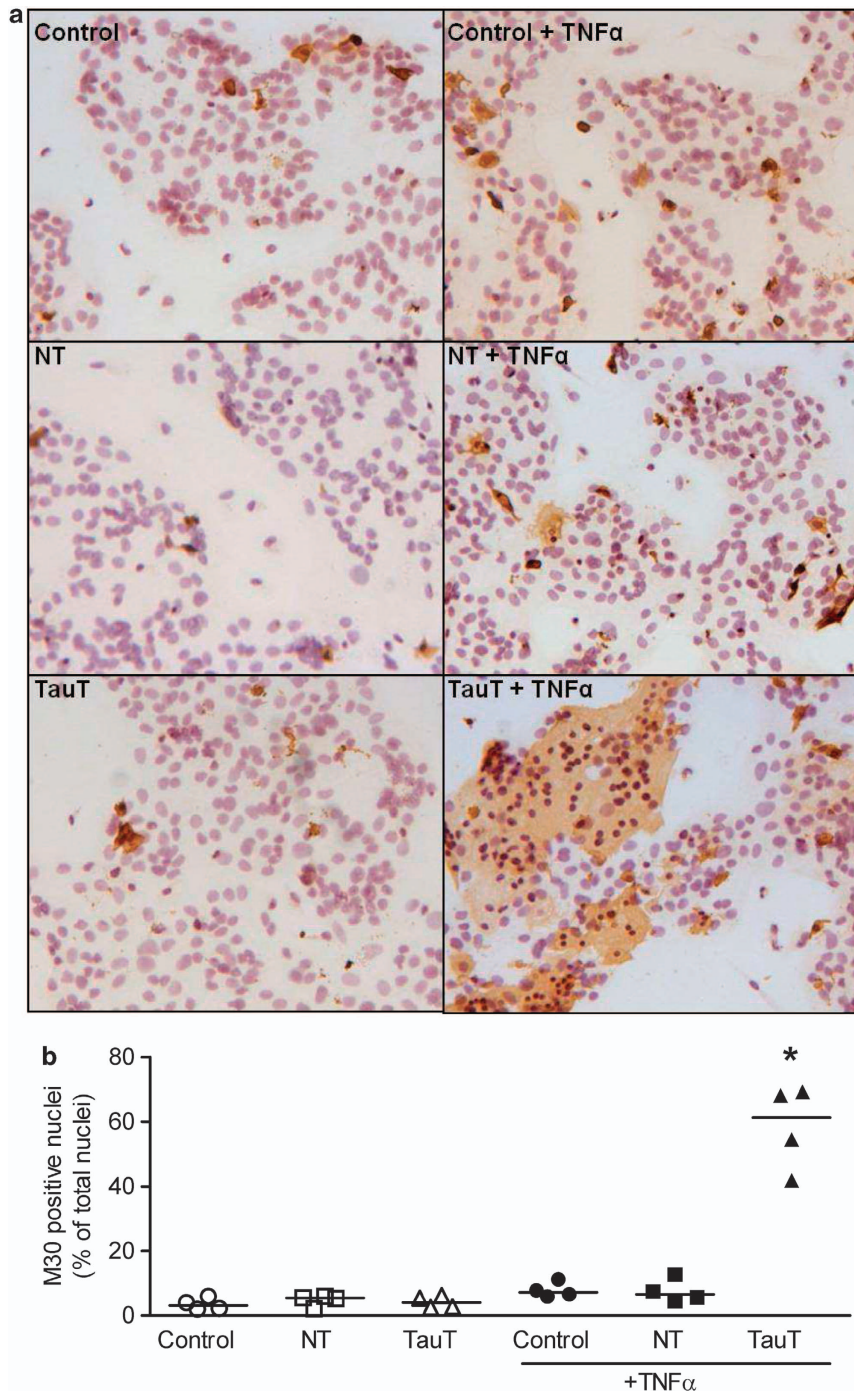 a
Control
Control + TNFα
NT
NT + TNFα
TauT
TauT + TNFα
b
M30 positive nuclei
(% of total nuclei)
80
60
40
20
0
*
Control
NT
TauT
Control
NT
TauT
+TNFα